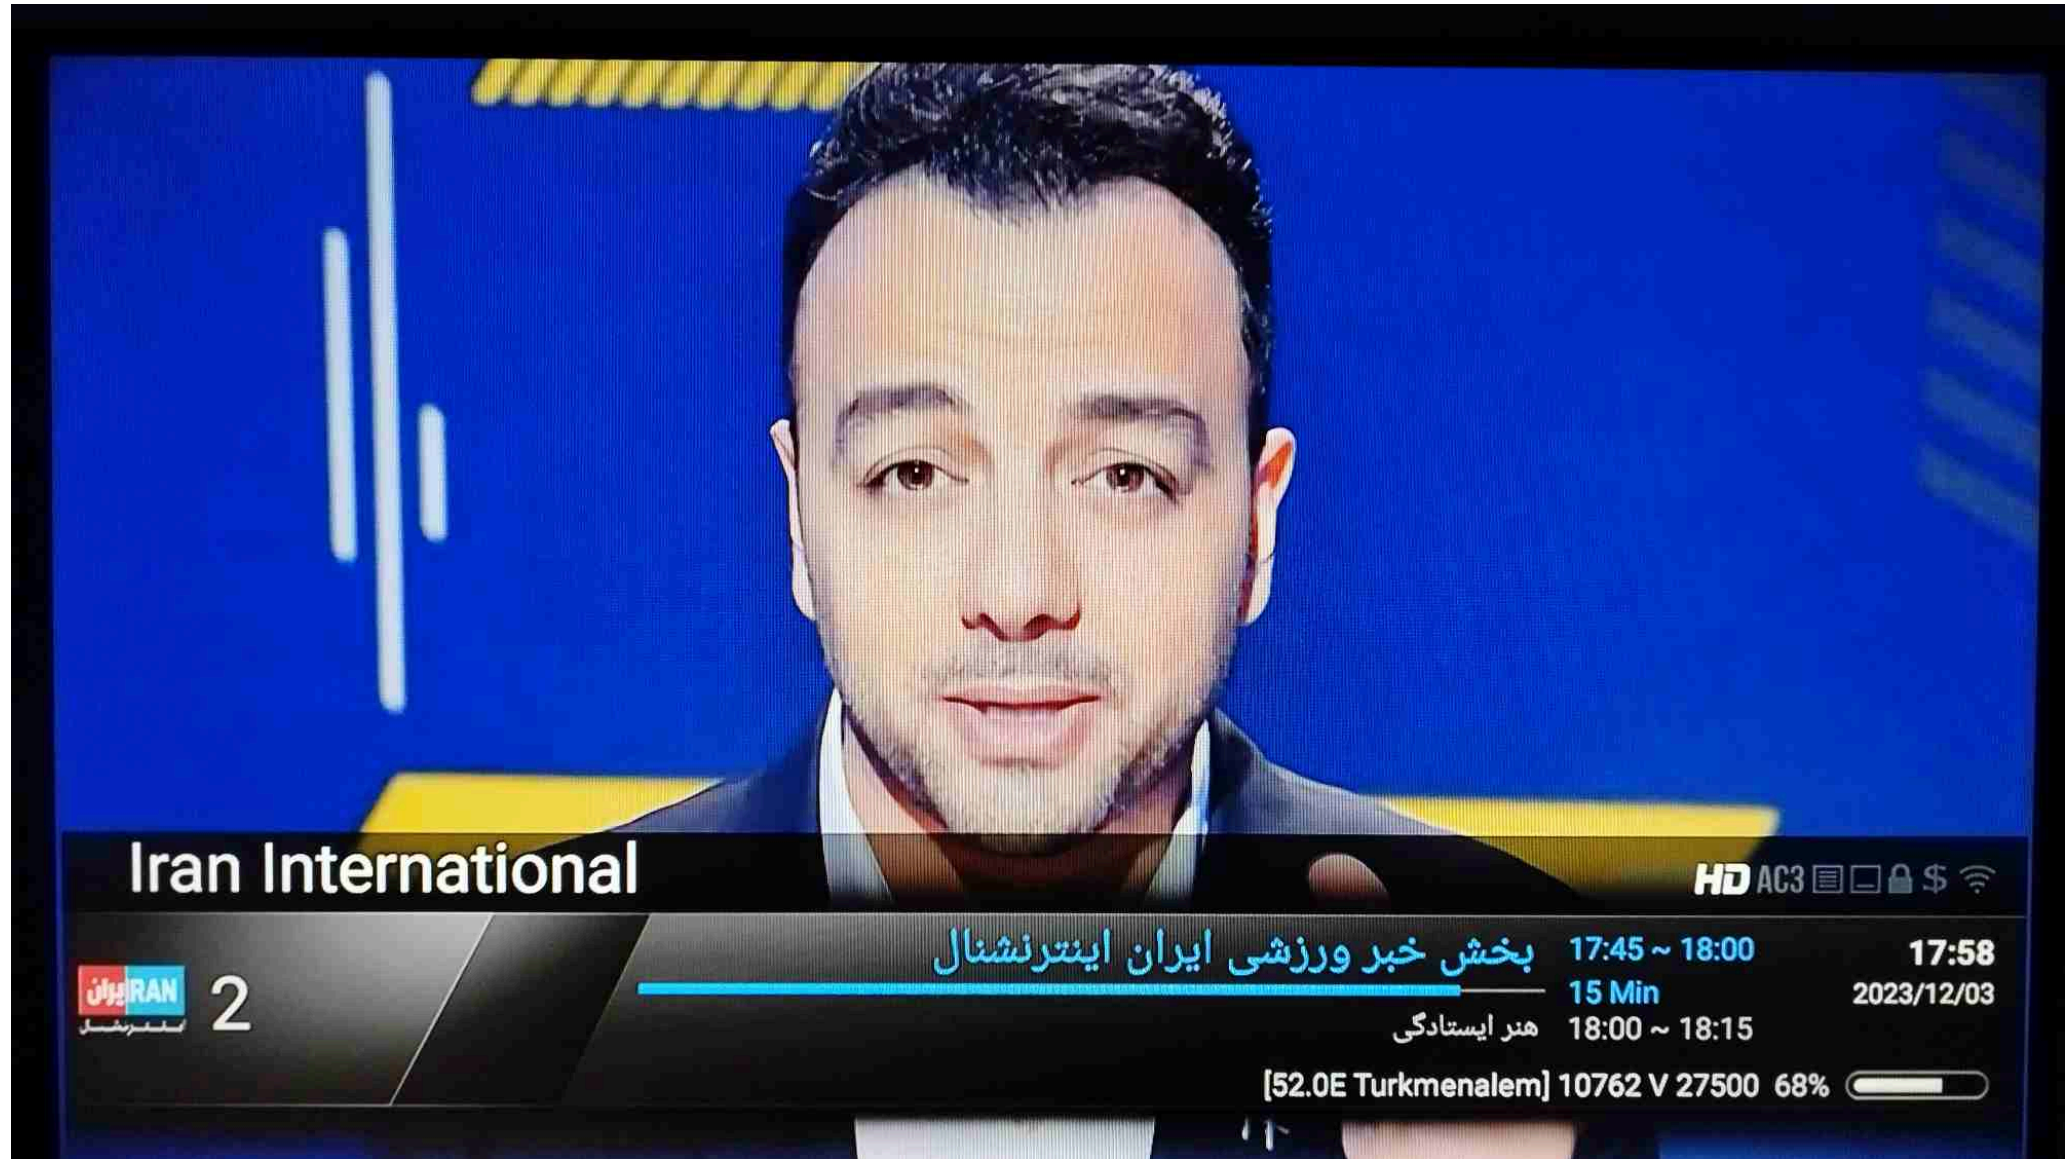 Iran International
HD AC3 $
بخش خبر ورزشی ایران اینترنشنال 17:45 ~ 18:00 17:58
15 Min 2023/12/03
ایران IRAN
اینترنشنال
2
هنر ایستادگی 18:00 ~ 18:15
[52.0E Turkmenalem] 10762 V 27500 68%